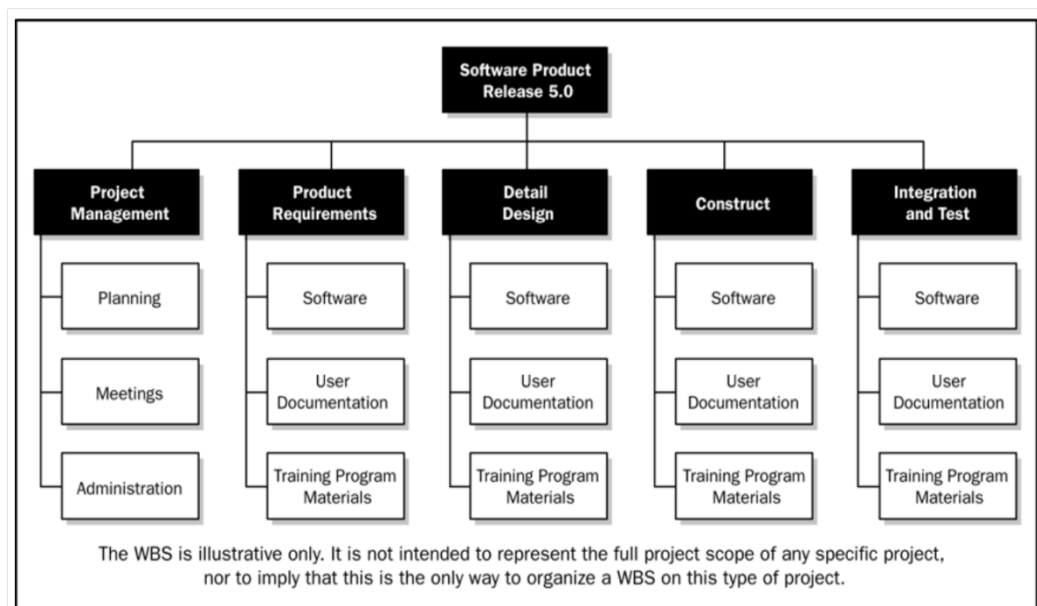 Software Product
Release 5.0
Project
Management
Product
Requirements
Detail
Design
Construct
Integration
and Test
Planning
Software
Software
Software
Software
Meetings
User
Documentation
User
Documentation
User
Documentation
User
Documentation
Administration
Training Program
Materials
Training Program
Materials
Training Program
Materials
Training Program
Materials
The WBS is illustrative only. It is not intended to represent the full project scope of any specific project,
nor to imply that this is the only way to organize a WBS on this type of project.